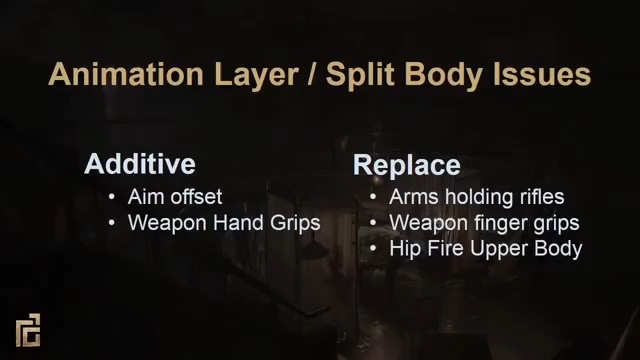 Animation Layer / Split Body Issues
Additive
• Aim offset
• Weapon Hand Grips
Replace
• Arms holding rifles
• Weapon finger grips
• Hip Fire Upper Body